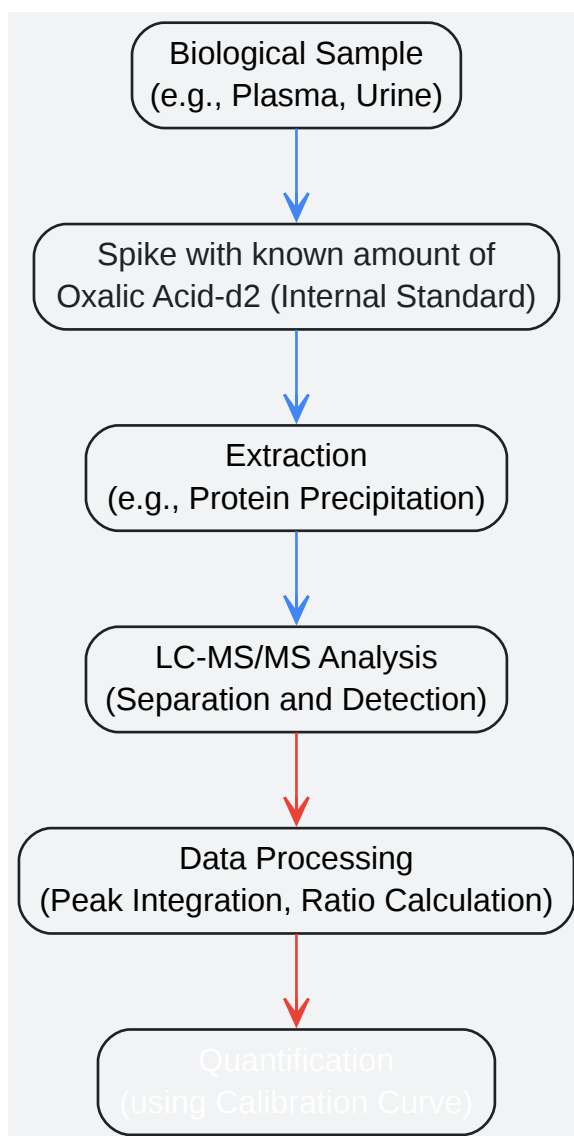 Biological Sample
(e.g., Plasma, Urine)
Spike with known amount of
Oxalic Acid-d2 (Internal Standard)
Extraction
(e.g., Protein Precipitation)
LC-MS/MS Analysis
(Separation and Detection)
Data Processing
(Peak Integration, Ratio Calculation)
Quantification
(using Calibration Curve)